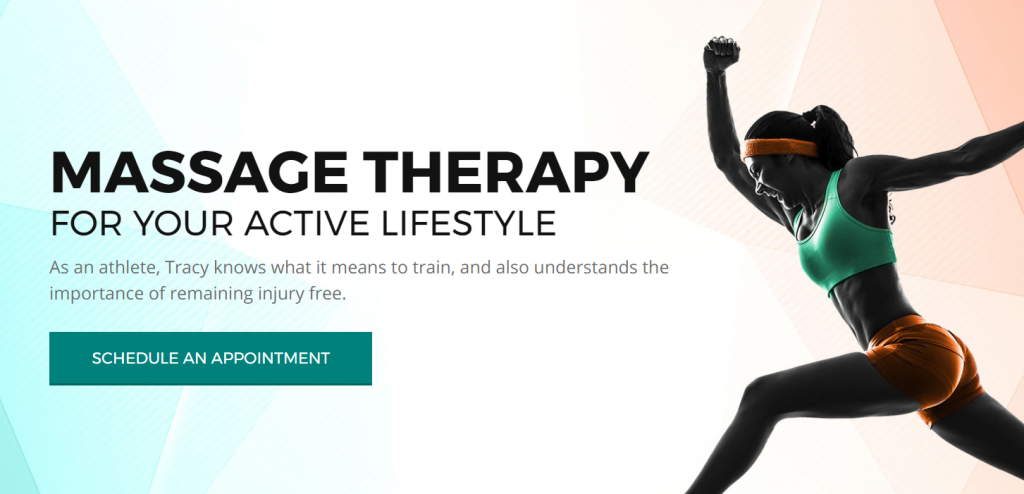 MASSAGE THERAPY
FOR YOUR ACTIVE LIFESTYLE
As an athlete, Tracy knows what it means to train, and also understands the
importance of remaining injury free.
SCHEDULE AN APPOINTMENT